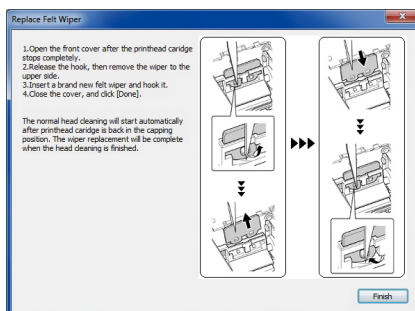 Replace Felt Wiper
1.Open the front cover after the printhead caridge
stops completely.
2.Release the hook, then remove the wiper to the
upper side.
3.Insert a brand new felt wiper and hook it.
4.Close the cover, and click [Done].
The normal head cleaning will start automatically
after printhead caridge is back in the capping
position. The wiper replacement will be complete
when the head cleaning is finished.
Finish